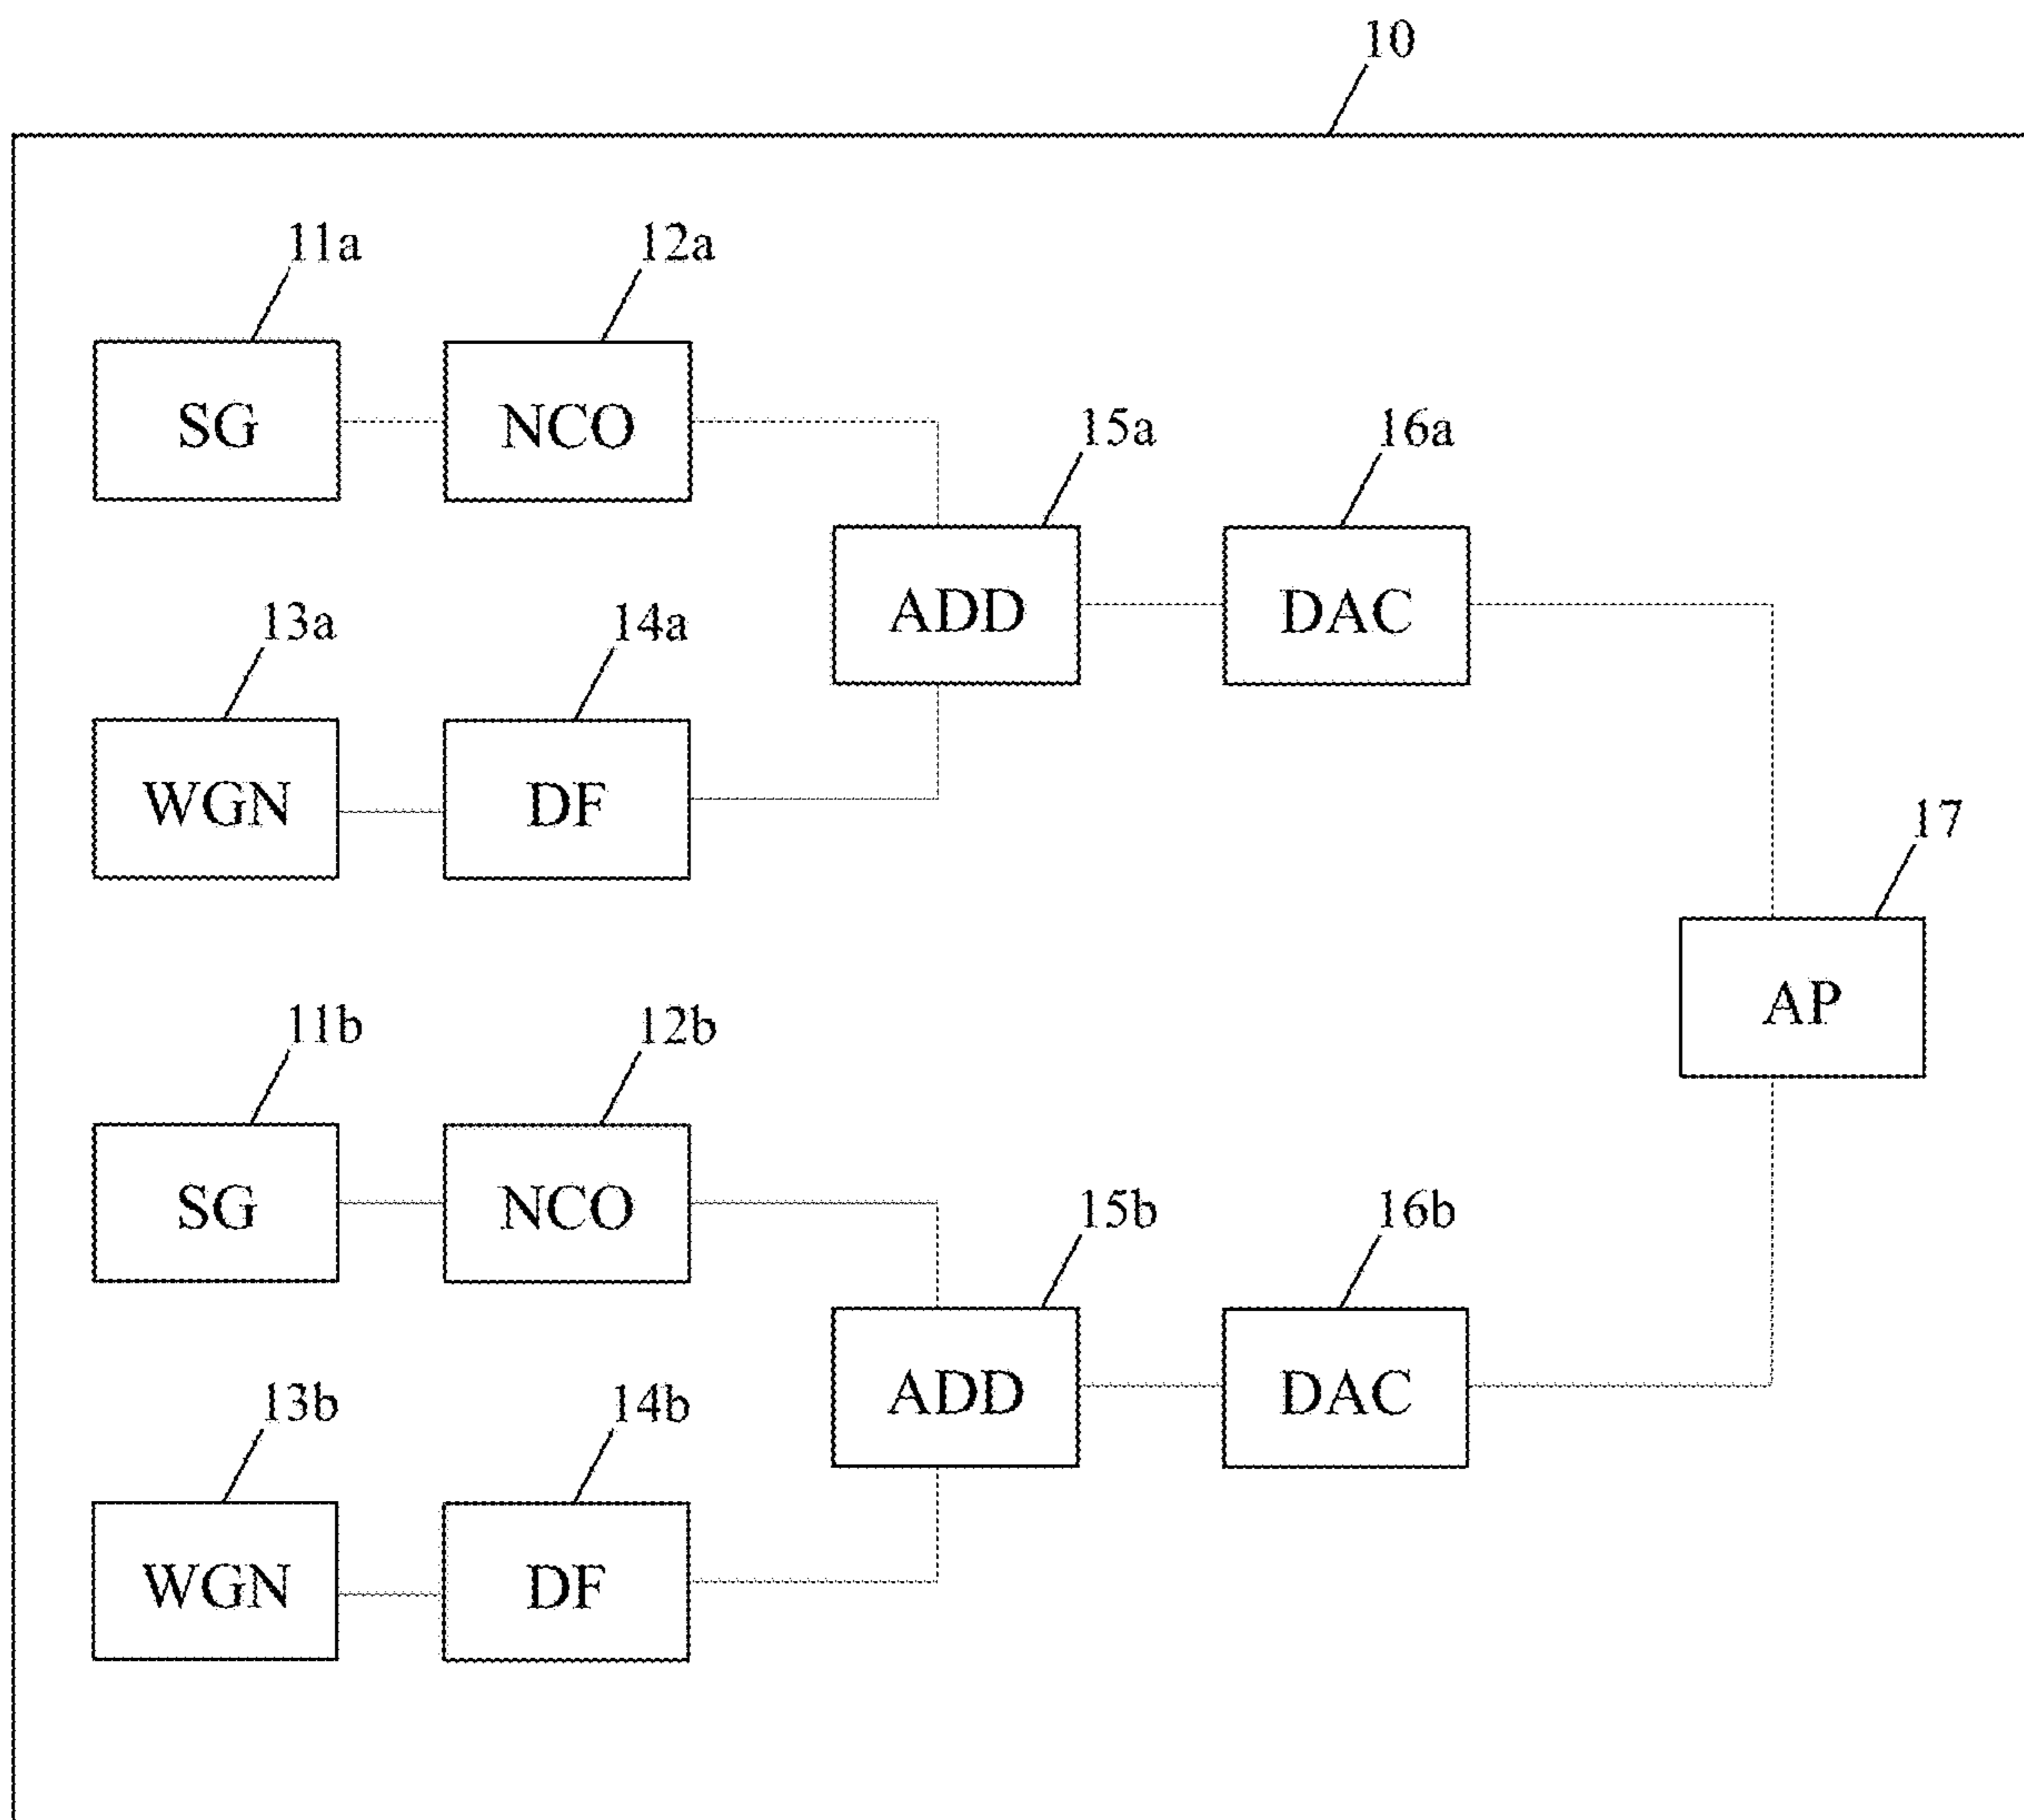 10
11a 12a
SG NCO
15a 16a
ADD DAC
13a 14a
WGN DF
17
AP
11b 12b
SG NCO
15b 16b
ADD DAC
13b 14b
WGN DF